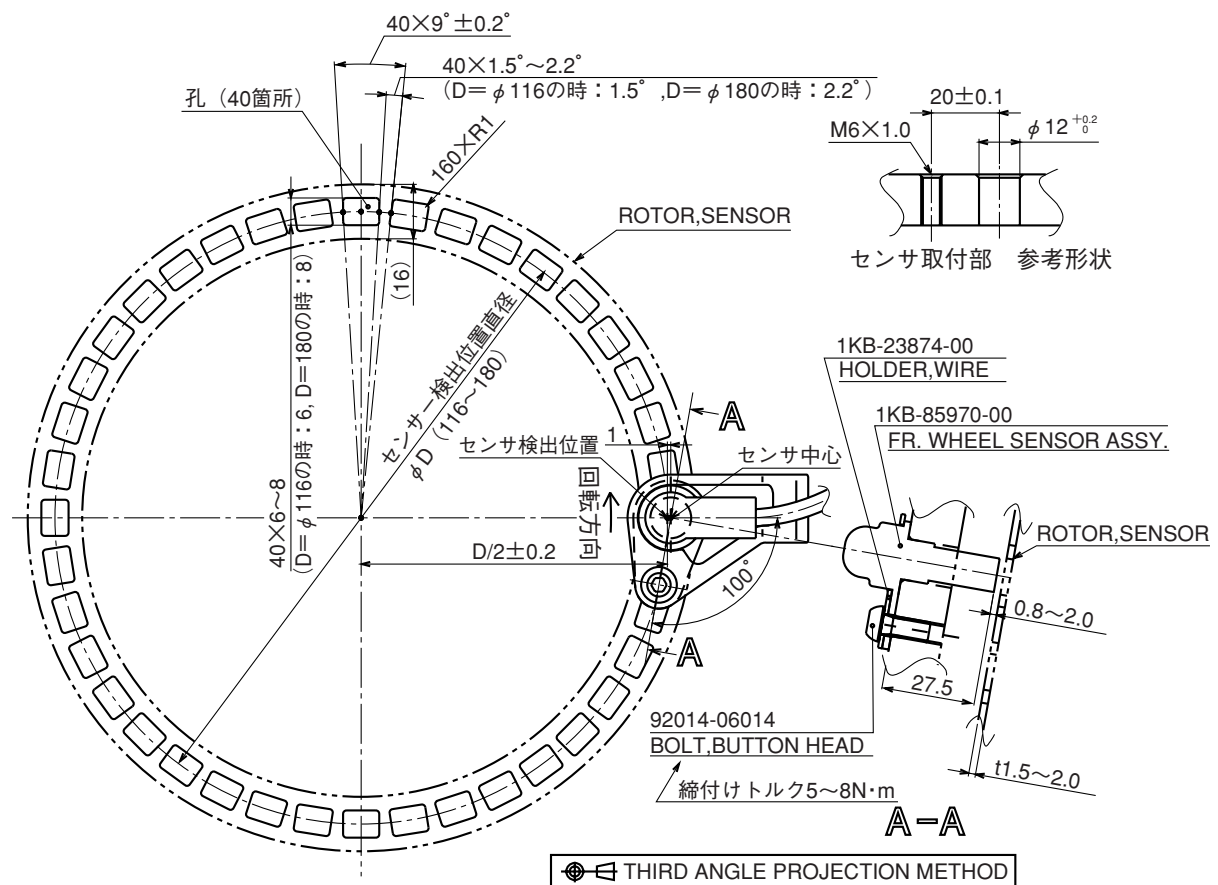 40×9°±0.2°
40×1.5°～2.2°
(D=φ116の時：1.5° ,D=φ180の時：2.2°)
孔（40箇所）
160×R1
ROTOR,SENSOR
(16)
40×6～8
(D=φ116の時：6, D=180の時：8)
センサー検出位置直径
φD (116～180)
センサ検出位置
1
センサ中心
回転方向
D/2±0.2
100°
A
A
20±0.1
M6×1.0
φ12 +0.2 0
センサ取付部 参考形状
1KB-23874-00
HOLDER,WIRE
1KB-85970-00
FR. WHEEL SENSOR ASSY.
ROTOR,SENSOR
0.8～2.0
27.5
92014-06014
BOLT,BUTTON HEAD
締付けトルク5～8N･m
t1.5～2.0
A-A
THIRD ANGLE PROJECTION METHOD